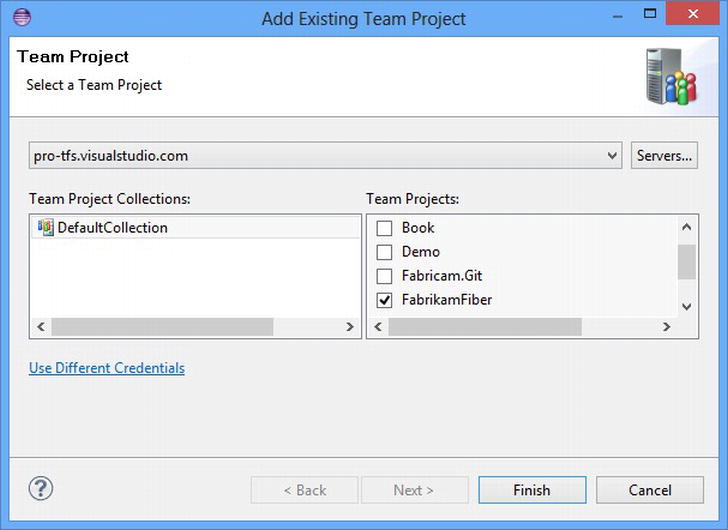 Add Existing Team Project
Team Project
Select a Team Project
pro-tfs.visualstudio.com
Servers...
Team Project Collections:
DefaultCollection
Team Projects:
Book
Demo
Fabricam.Git
FabrikamFiber
Use Different Credentials
?
< Back
Next >
Finish
Cancel